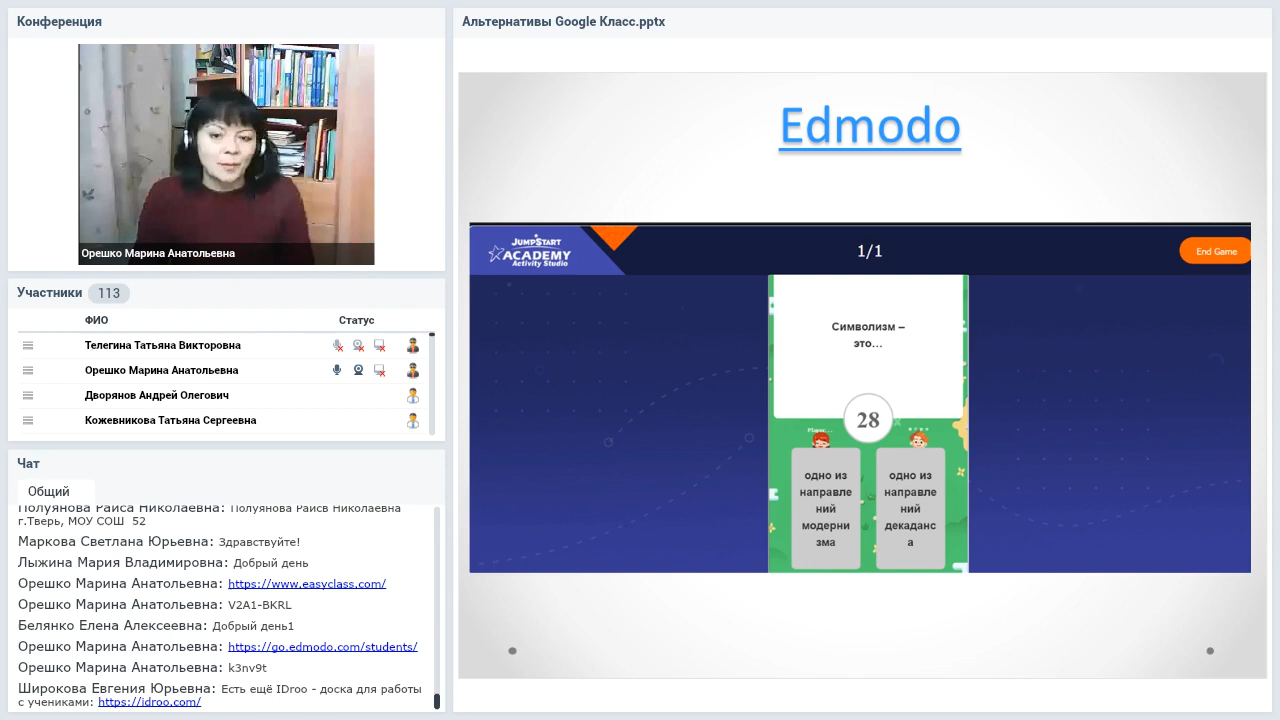 Конференция
Орешко Марина Анатольевна
Участники 113
ФИО Статус
Телегина Татьяна Викторовна
Орешко Марина Анатольевна
Дворянов Андрей Олегович
Кожевникова Татьяна Сергеевна
Чат
Общий
Полуянова Раиса Николаевна: Полуянова Раисв Николаевна
г.Тверь, МОУ СОШ 52
Маркова Светлана Юрьевна: Здравствуйте!
Лыжина Мария Владимировна: Добрый день
Орешко Марина Анатольевна: https://www.easyclass.com/
Орешко Марина Анатольевна: V2A1-BKRL
Белянко Елена Алексеевна: Добрый день1
Орешко Марина Анатольевна: https://go.edmodo.com/students/
Орешко Марина Анатольевна: k3nv9t
Широкова Евгения Юрьевна: Есть ещё IDroo - доска для работы
с учениками: https://idroo.com/
Альтернативы Google Класс.pptx
Edmodo
JUMPSTART
ACADEMY
Activity Studio
1/1
End Game
Символизм –
это...
28
Player...
одно из
направле
ний
модерни
зма
одно из
направле
ний
декаданс
а